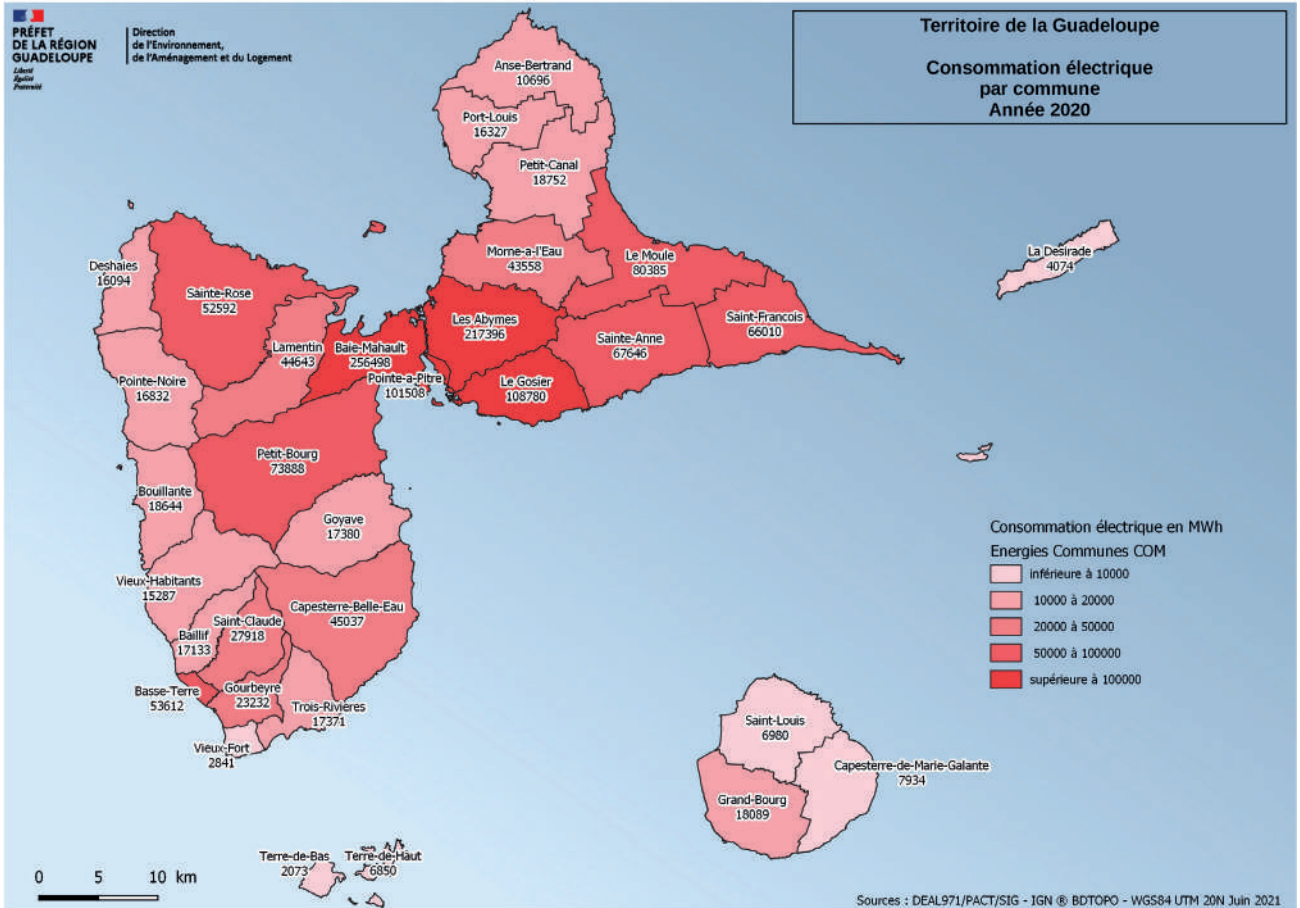 PRÉFET
DE LA RÉGION
GUADELOUPE
Liberté
Égalité
Fraternité
Direction
de l'Environnement,
de l'Aménagement et du Logement
Territoire de la Guadeloupe
Consommation électrique
par commune
Année 2020
Anse-Bertrand
10696
Port-Louis
16327
Petit-Canal
18752
Morne-a-l'Eau
43558
Le Moule
80385
La Desirade
4074
Deshaies
16094
Sainte-Rose
52592
Les Abymes
217396
Saint-Francois
66010
Sainte-Anne
67646
Lamentin
44643
Baie-Mahault
256498
Pointe-a-Pitre
101508
Le Gosier
108780
Pointe-Noire
16832
Petit-Bourg
73888
Bouillante
18644
Goyave
17380
Vieux-Habitants
15287
Capesterre-Belle-Eau
45037
Saint-Claude
27918
Baillif
17133
Basse-Terre
53612
Gourbeyre
23232
Trois-Rivières
17371
Vieux-Fort
2841
Consommation électrique en MWh
Energies Communes COM
inférieure à 10000
10000 à 20000
20000 à 50000
50000 à 100000
supérieure à 100000
Saint-Louis
6980
Capesterre-de-Marie-Galante
7934
Grand-Bourg
18089
Terre-de-Bas
2073
Terre-de-Haut
6850
0 5 10 km
Sources : DEAL971/PACT/SIG - IGN ® BDTOPO - WGS84 UTM 20N Juin 2021